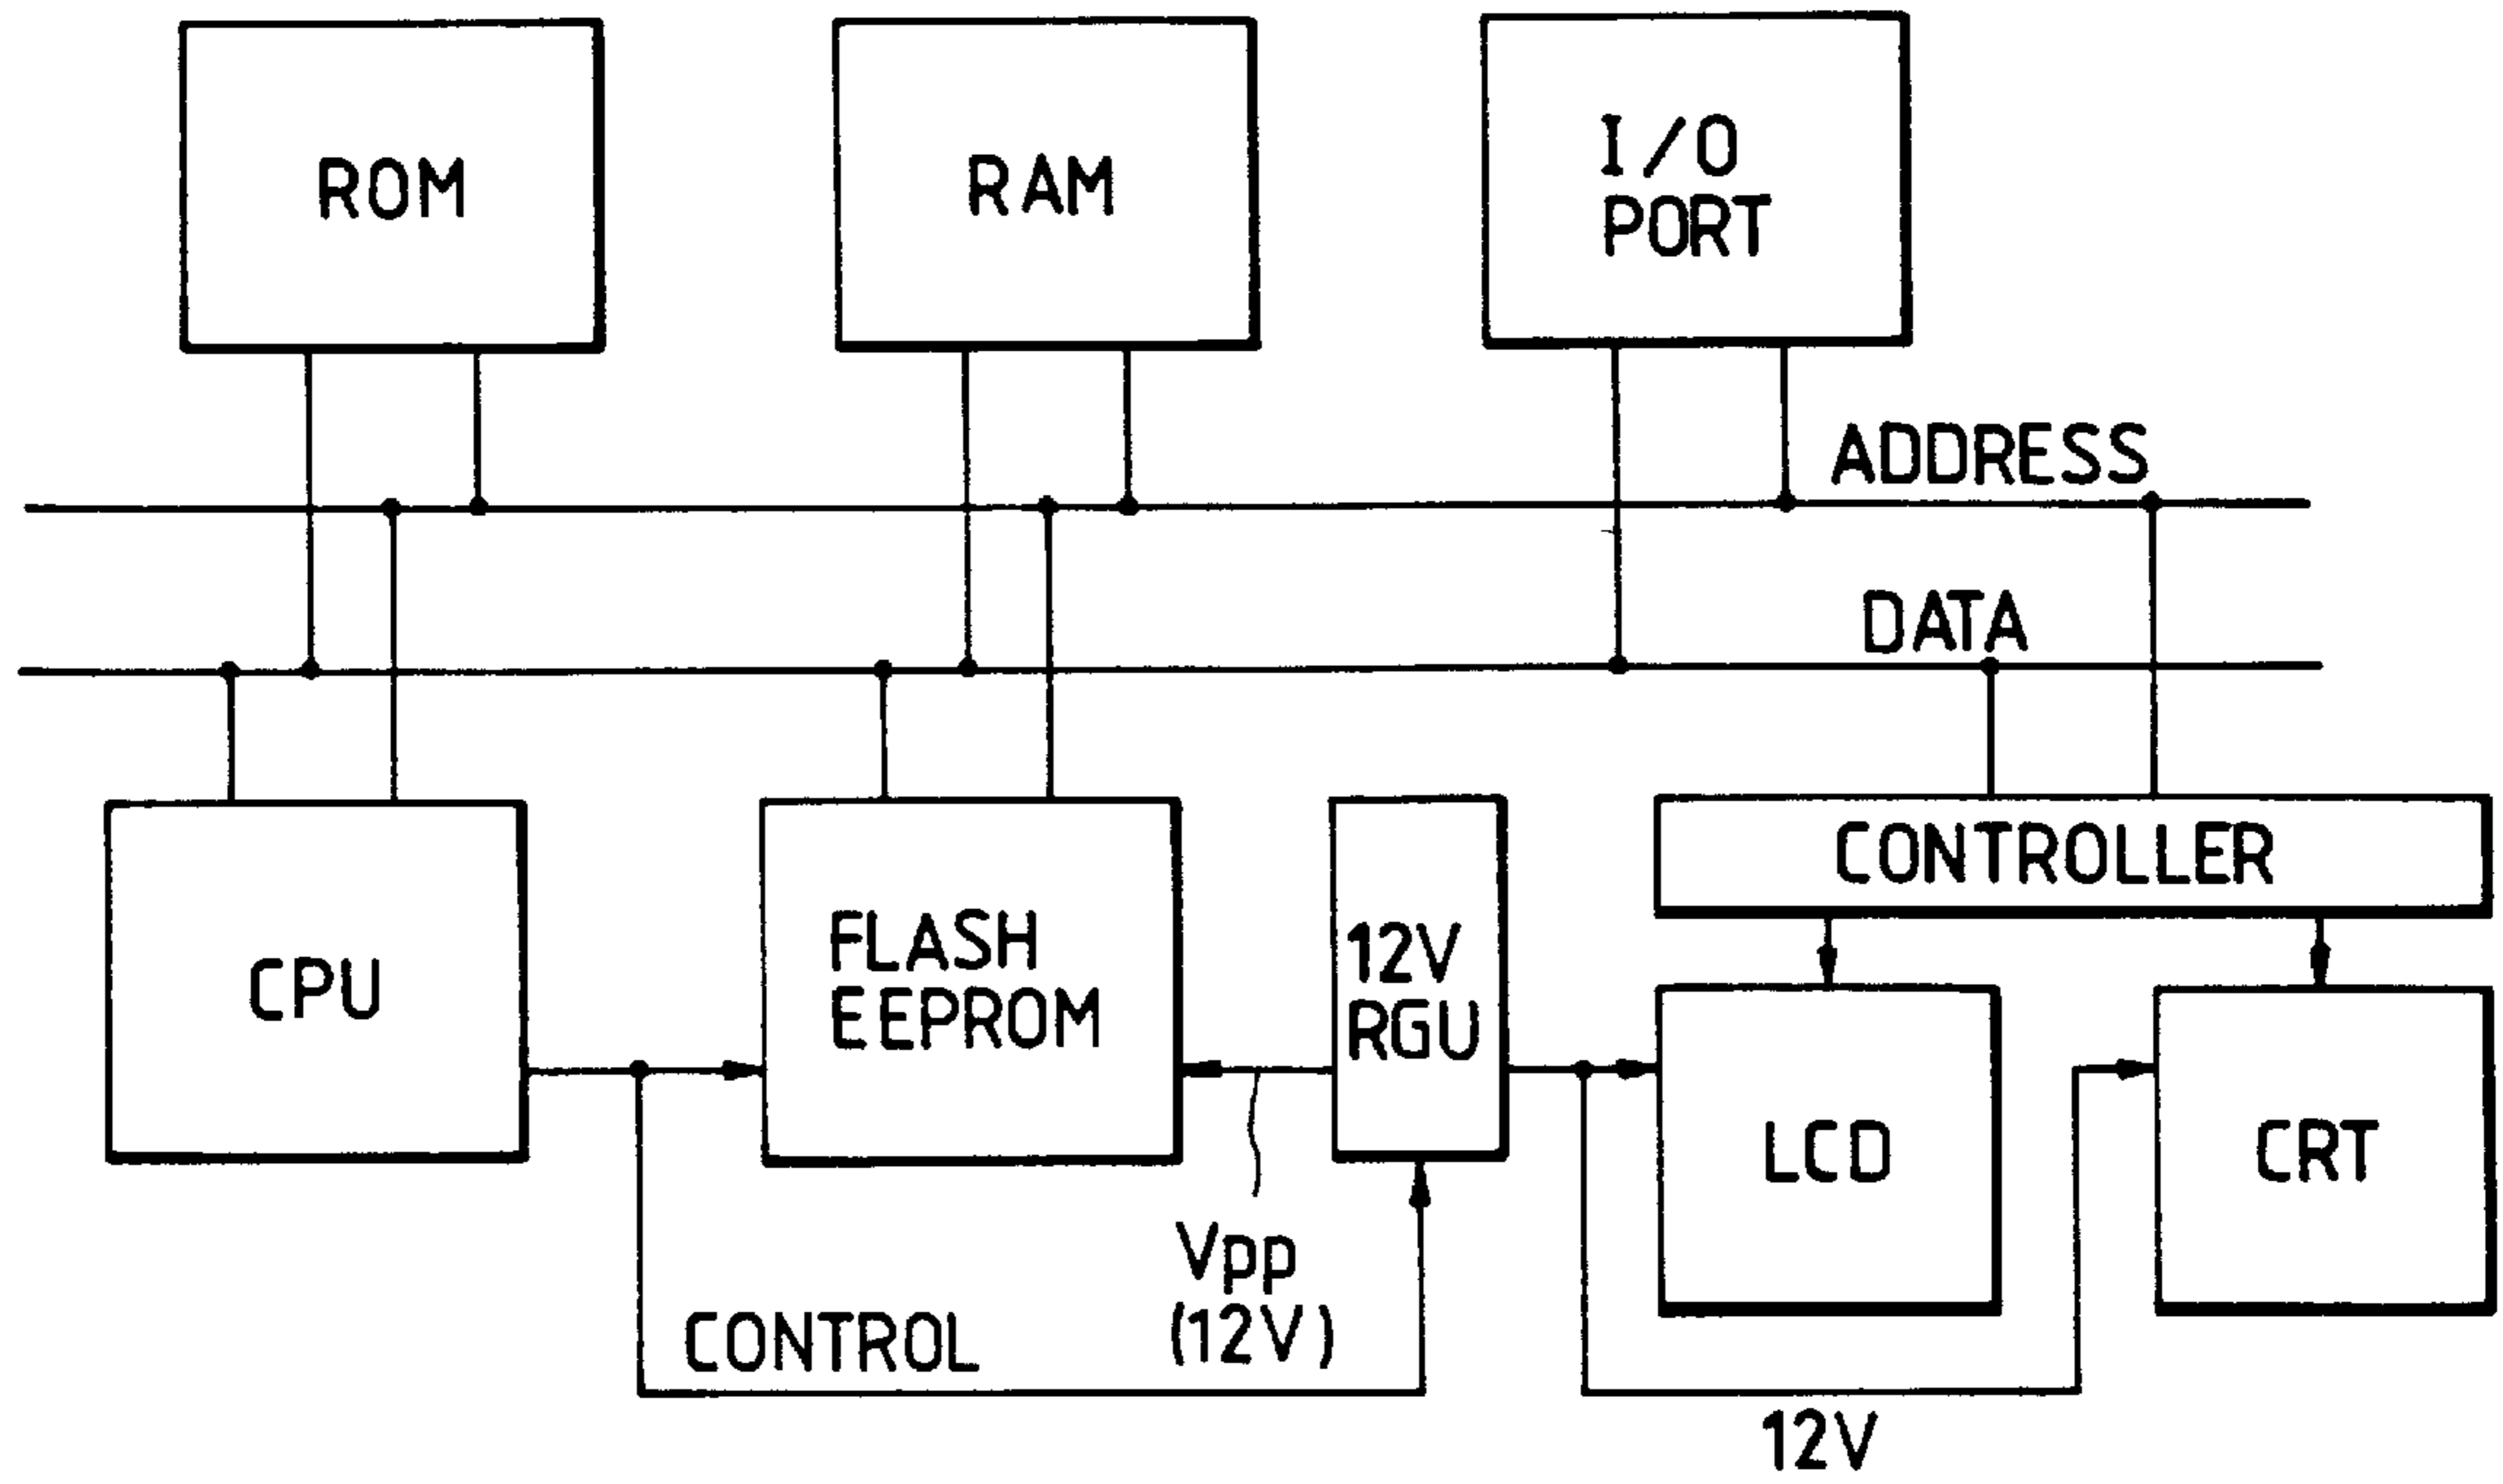 ROM
RAM
I/O
PORT
ADDRESS
DATA
CONTROLLER
CPU
FLASH
EEPROM
12V
RGU
LCD
CRT
Vpp
(12V)
CONTROL
12V